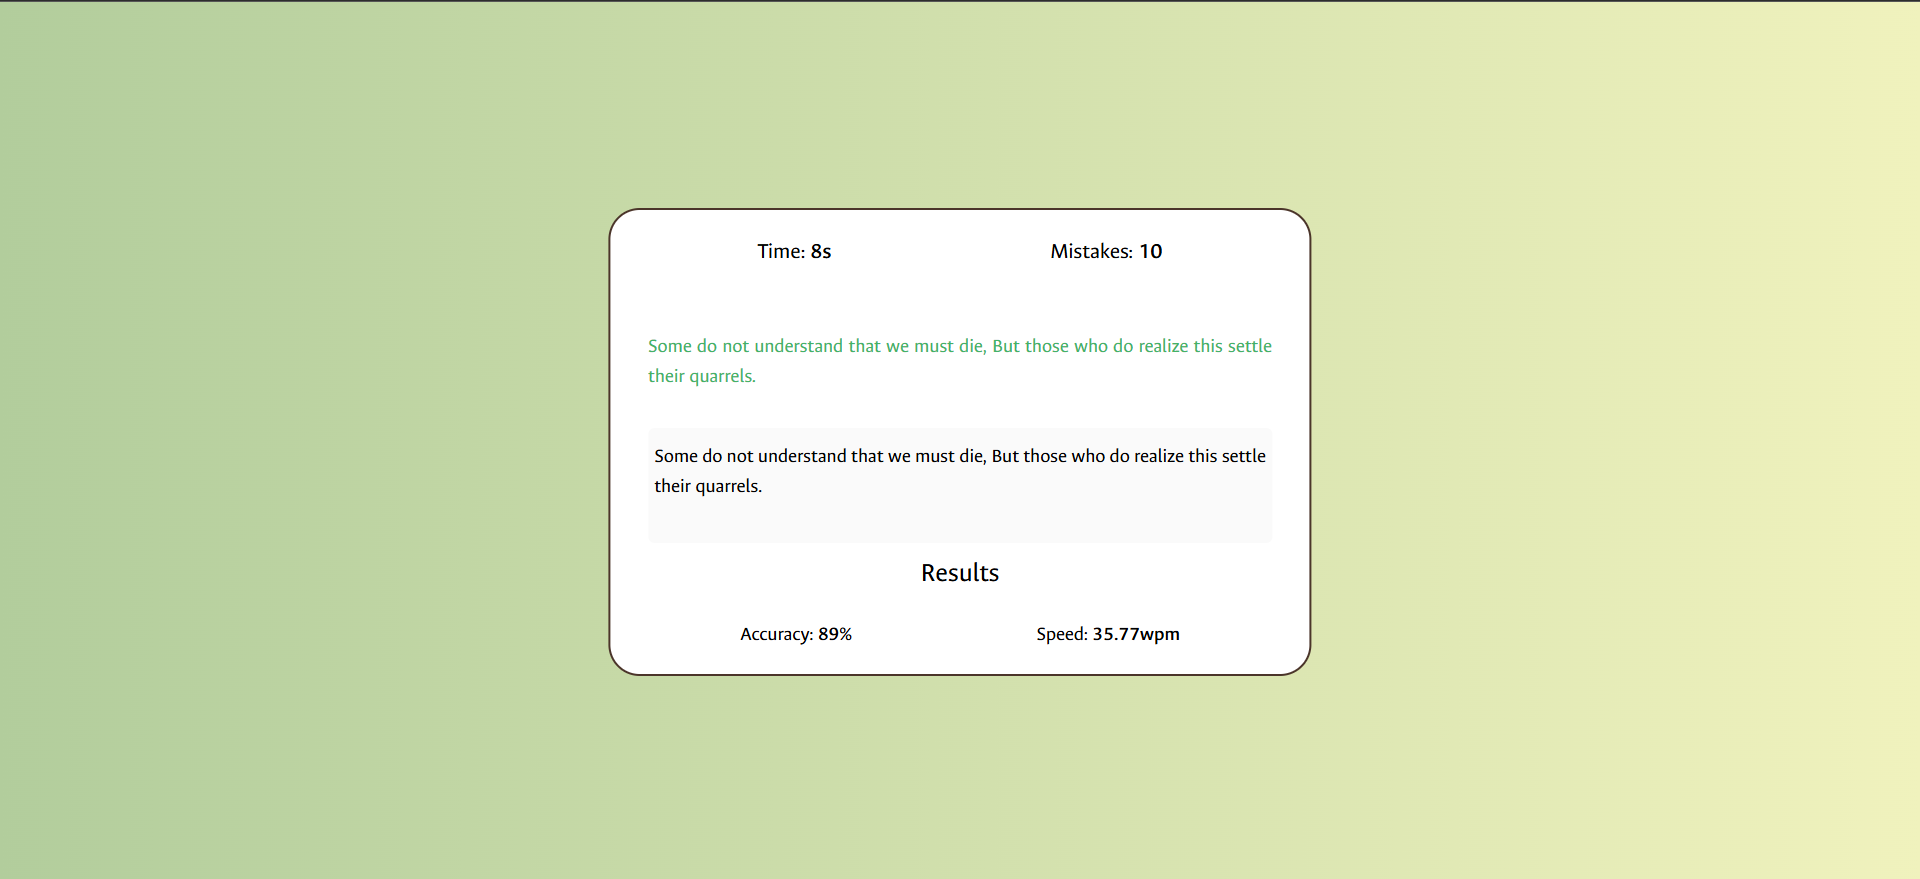 Time: 8s Mistakes: 10
Some do not understand that we must die, But those who do realize this settle
their quarrels.
Some do not understand that we must die, But those who do realize this settle
their quarrels.
Results
Accuracy: 89% Speed: 35.77wpm